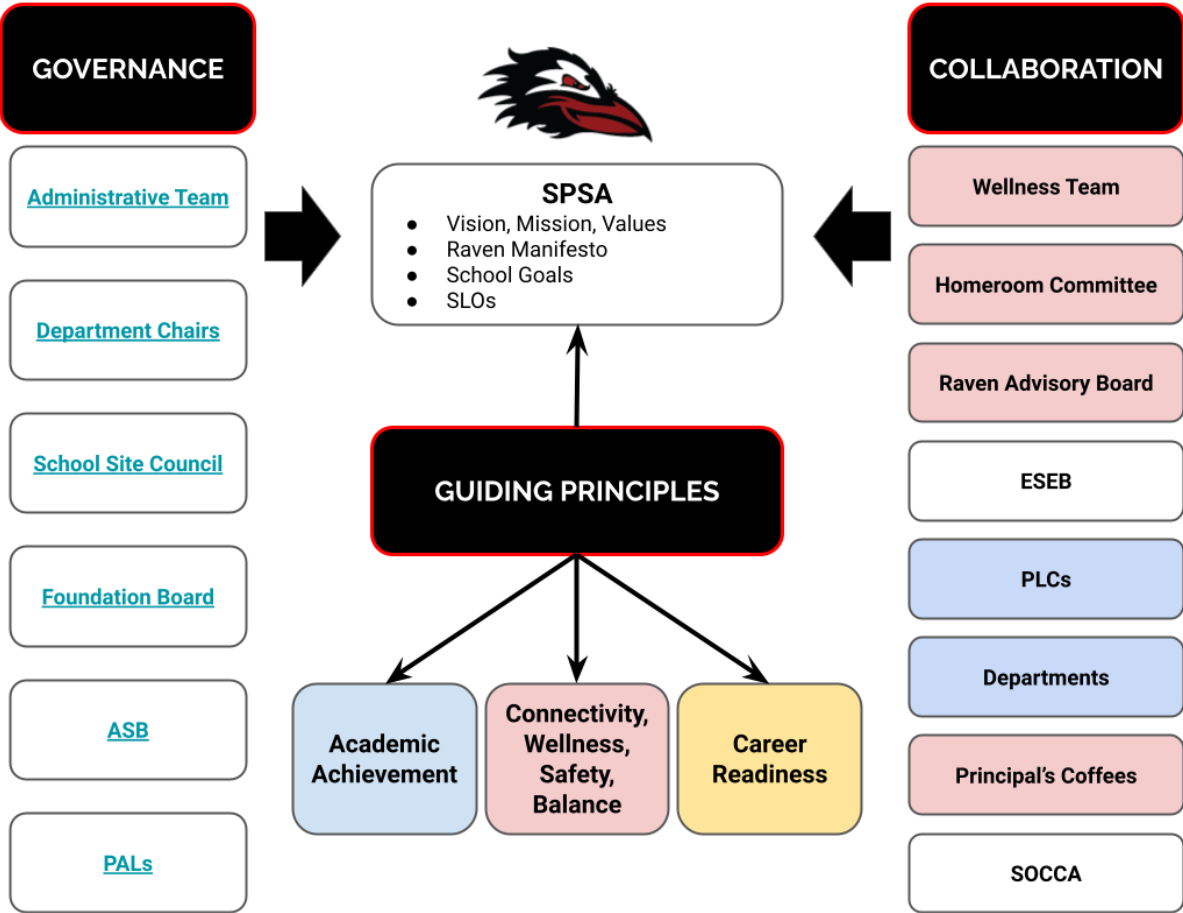 GOVERNANCE
Administrative Team
Department Chairs
School Site Council
Foundation Board
ASB
PALs
SPSA
● Vision, Mission, Values
● Raven Manifesto
● School Goals
● SLOs
GUIDING PRINCIPLES
Academic
Achievement
Connectivity,
Wellness,
Safety,
Balance
Career
Readiness
COLLABORATION
Wellness Team
Homeroom Committee
Raven Advisory Board
ESEB
PLCs
Departments
Principal’s Coffees
SOCCA